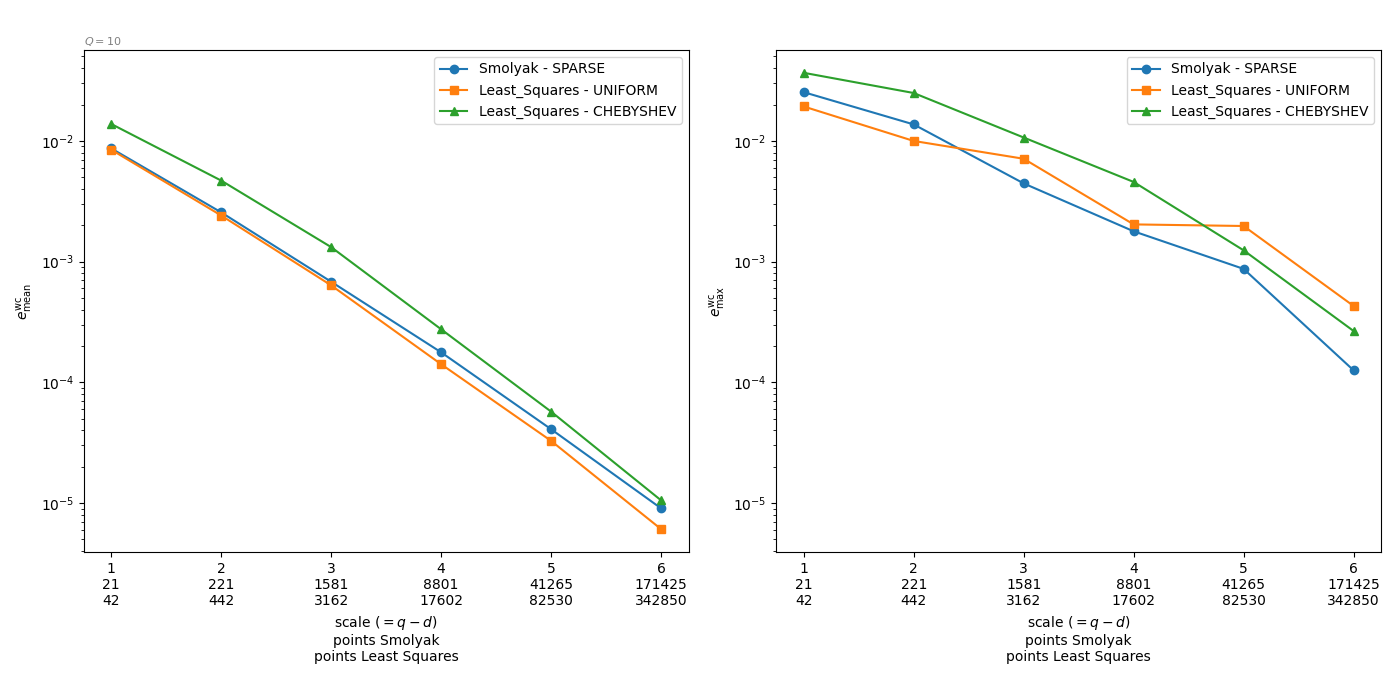 Q = 10
Smolyak - SPARSE
Least_Squares - UNIFORM
Least_Squares - CHEBYSHEV
10⁻²
10⁻³
10⁻⁴
10⁻⁵
e^wc_mean
1 2 3 4 5 6
21 221 1581 8801 41265 171425
42 442 3162 17602 82530 342850
scale (= q − d)
points Smolyak
points Least Squares
Smolyak - SPARSE
Least_Squares - UNIFORM
Least_Squares - CHEBYSHEV
10⁻²
10⁻³
10⁻⁴
10⁻⁵
e^wc_max
1 2 3 4 5 6
21 221 1581 8801 41265 171425
42 442 3162 17602 82530 342850
scale (= q − d)
points Smolyak
points Least Squares